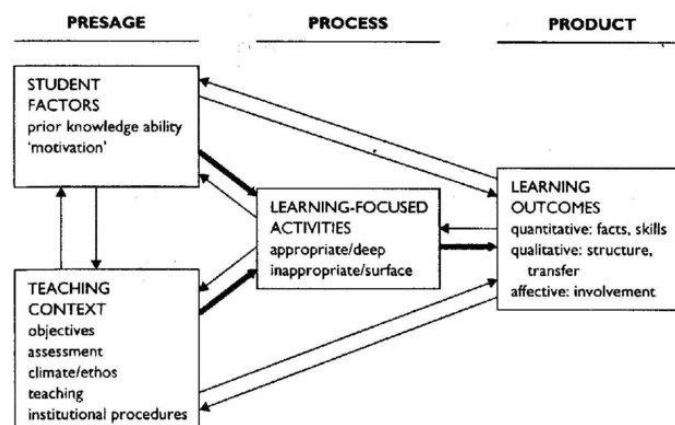 PRESAGE
PROCESS
PRODUCT
STUDENT
FACTORS
prior knowledge ability
'motivation'
LEARNING-FOCUSED
ACTIVITIES
appropriate/deep
inappropriate/surface
LEARNING
OUTCOMES
quantitative: facts, skills
qualitative: structure,
transfer
affective: involvement
TEACHING
CONTEXT
objectives
assessment
climate/ethos
teaching
institutional procedures